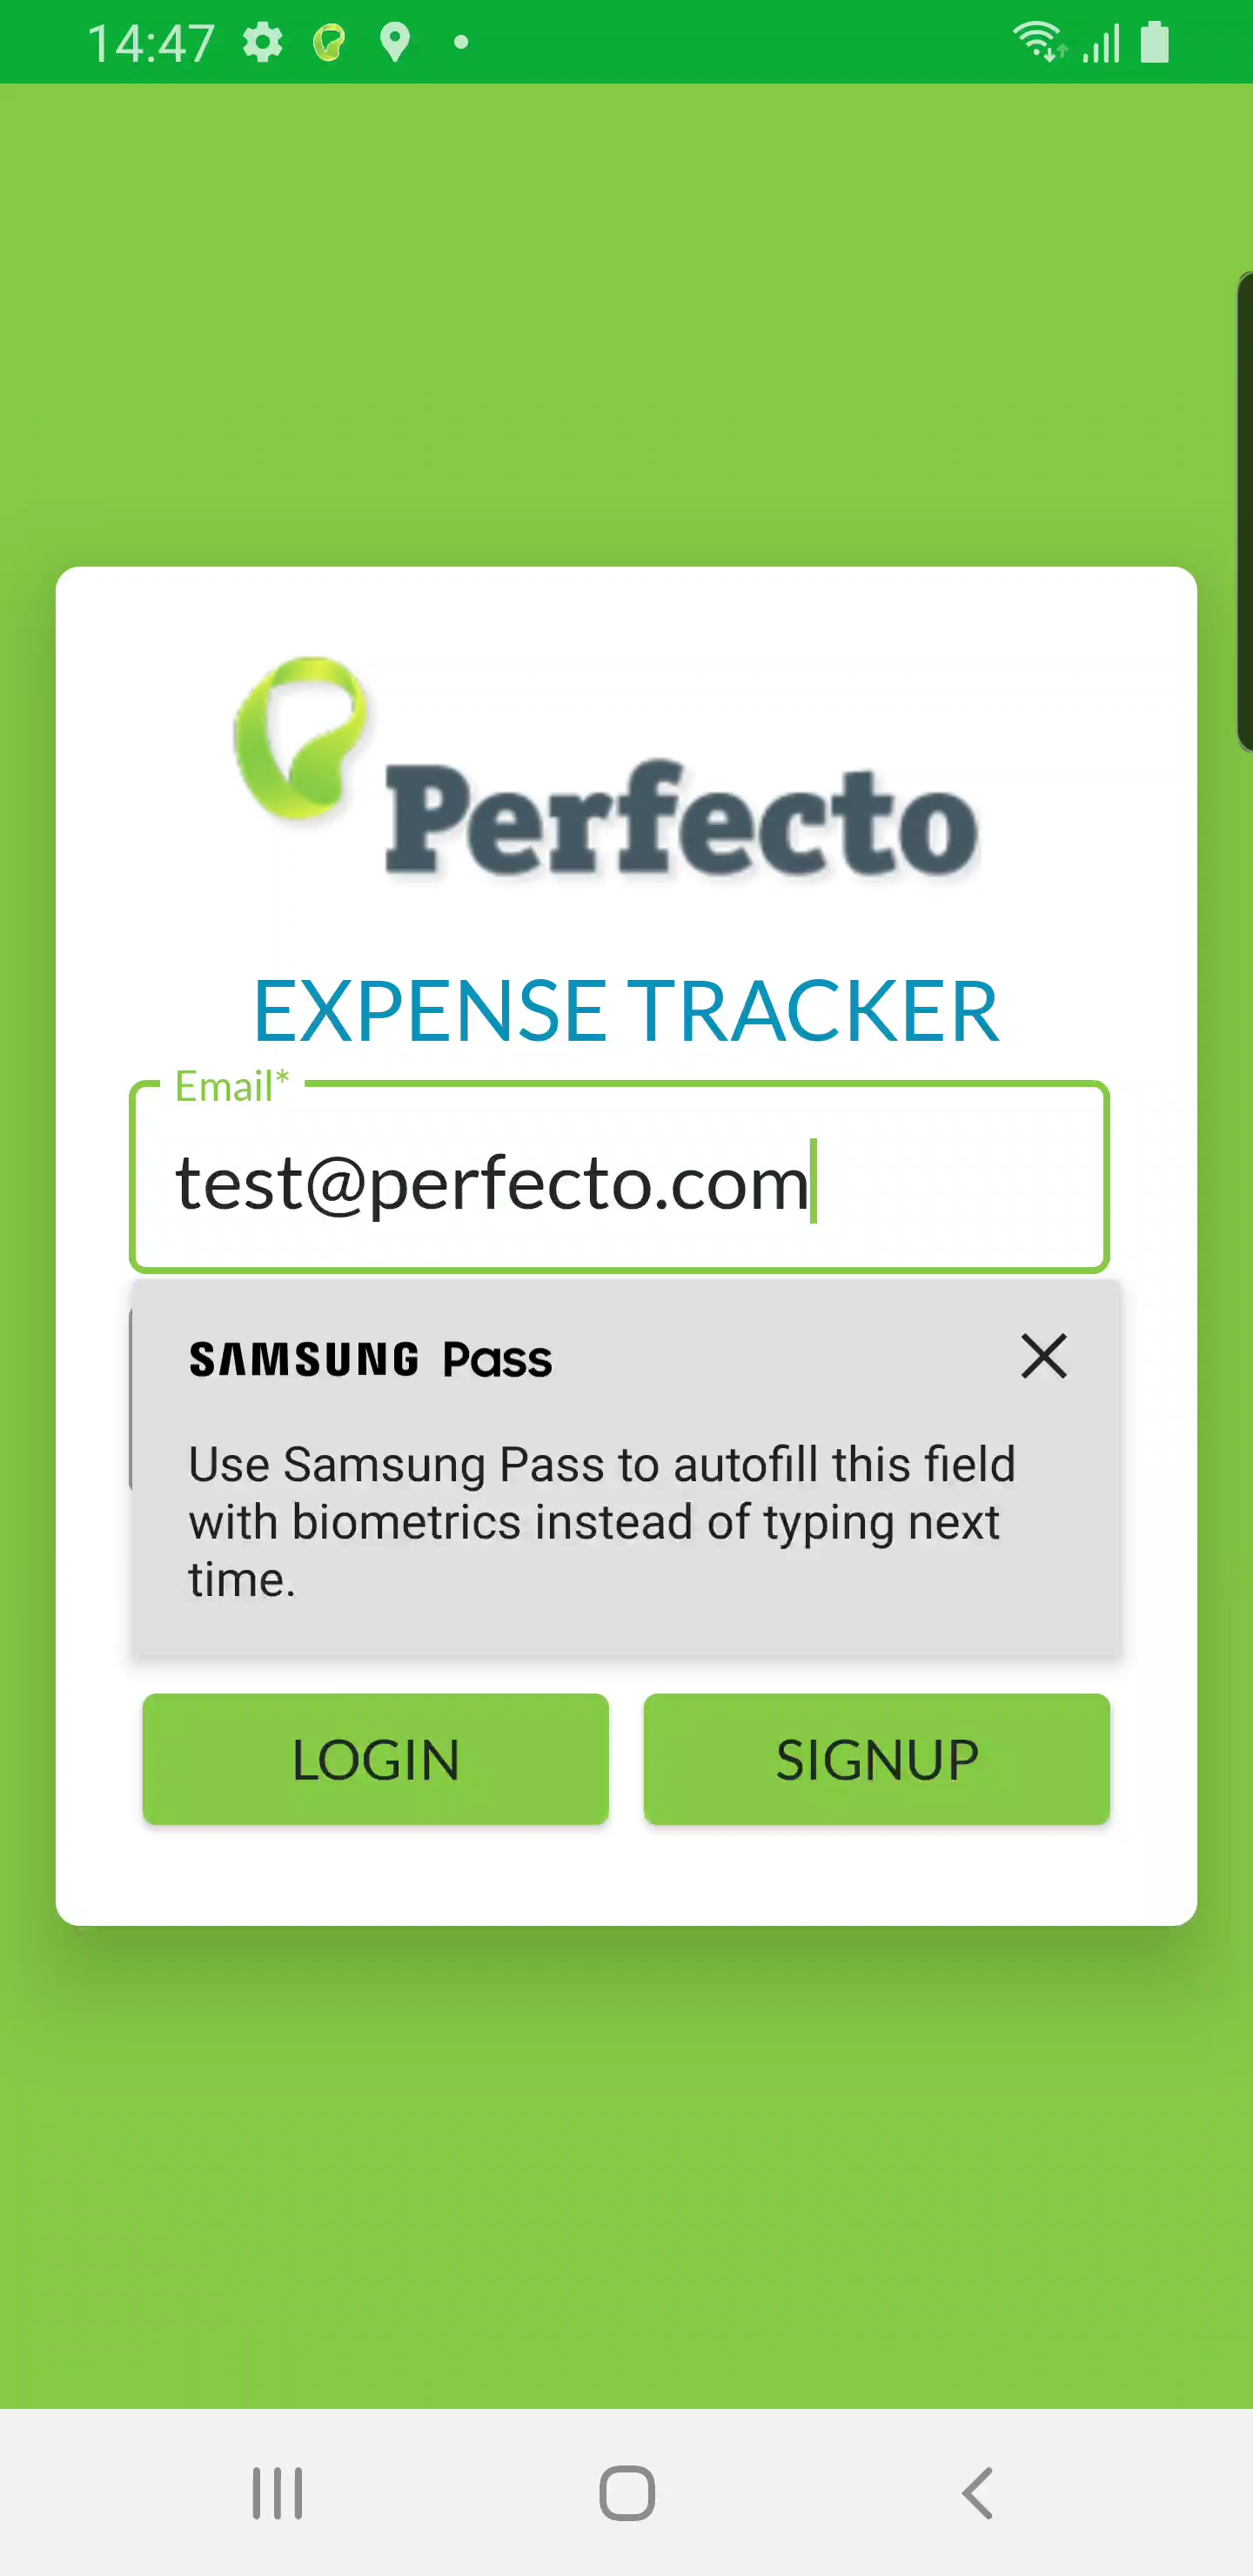 14:47
Perfecto
EXPENSE TRACKER
Email*
test@perfecto.com
SAMSUNG Pass
Use Samsung Pass to autofill this field
with biometrics instead of typing next
time.
LOGIN
SIGNUP